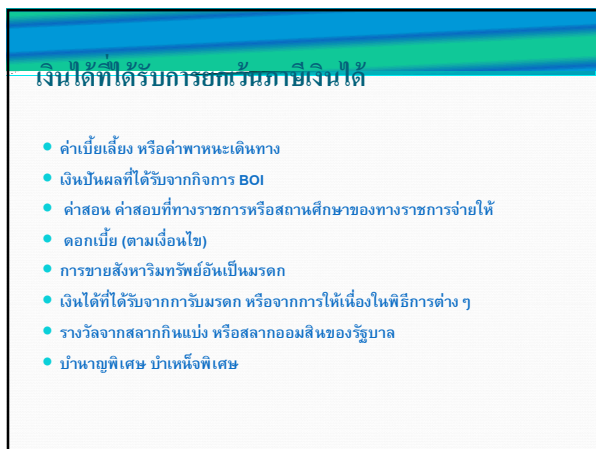 เงินได้ที่ได้รับการยกเว้นภาษีเงินได้
ค่าเบี้ยเลี้ยง หรือค่าพาหนะเดินทาง
เงินปันผลที่ได้รับจากกิจการ BOI
ค่าสอน ค่าสอบที่ทางราชการหรือสถานศึกษาของทางราชการจ่ายให้
ดอกเบี้ย (ตามเงื่อนไข)
การขายสังหาริมทรัพย์อันเป็นมรดก
เงินได้ที่ได้รับจากการับมรดก หรือจากการให้เนื่องในพิธีการต่าง ๆ
รางวัลจากสลากกินแบ่ง หรือสลากออมสินของรัฐบาล
บำนาญพิเศษ บำเหน็จพิเศษ